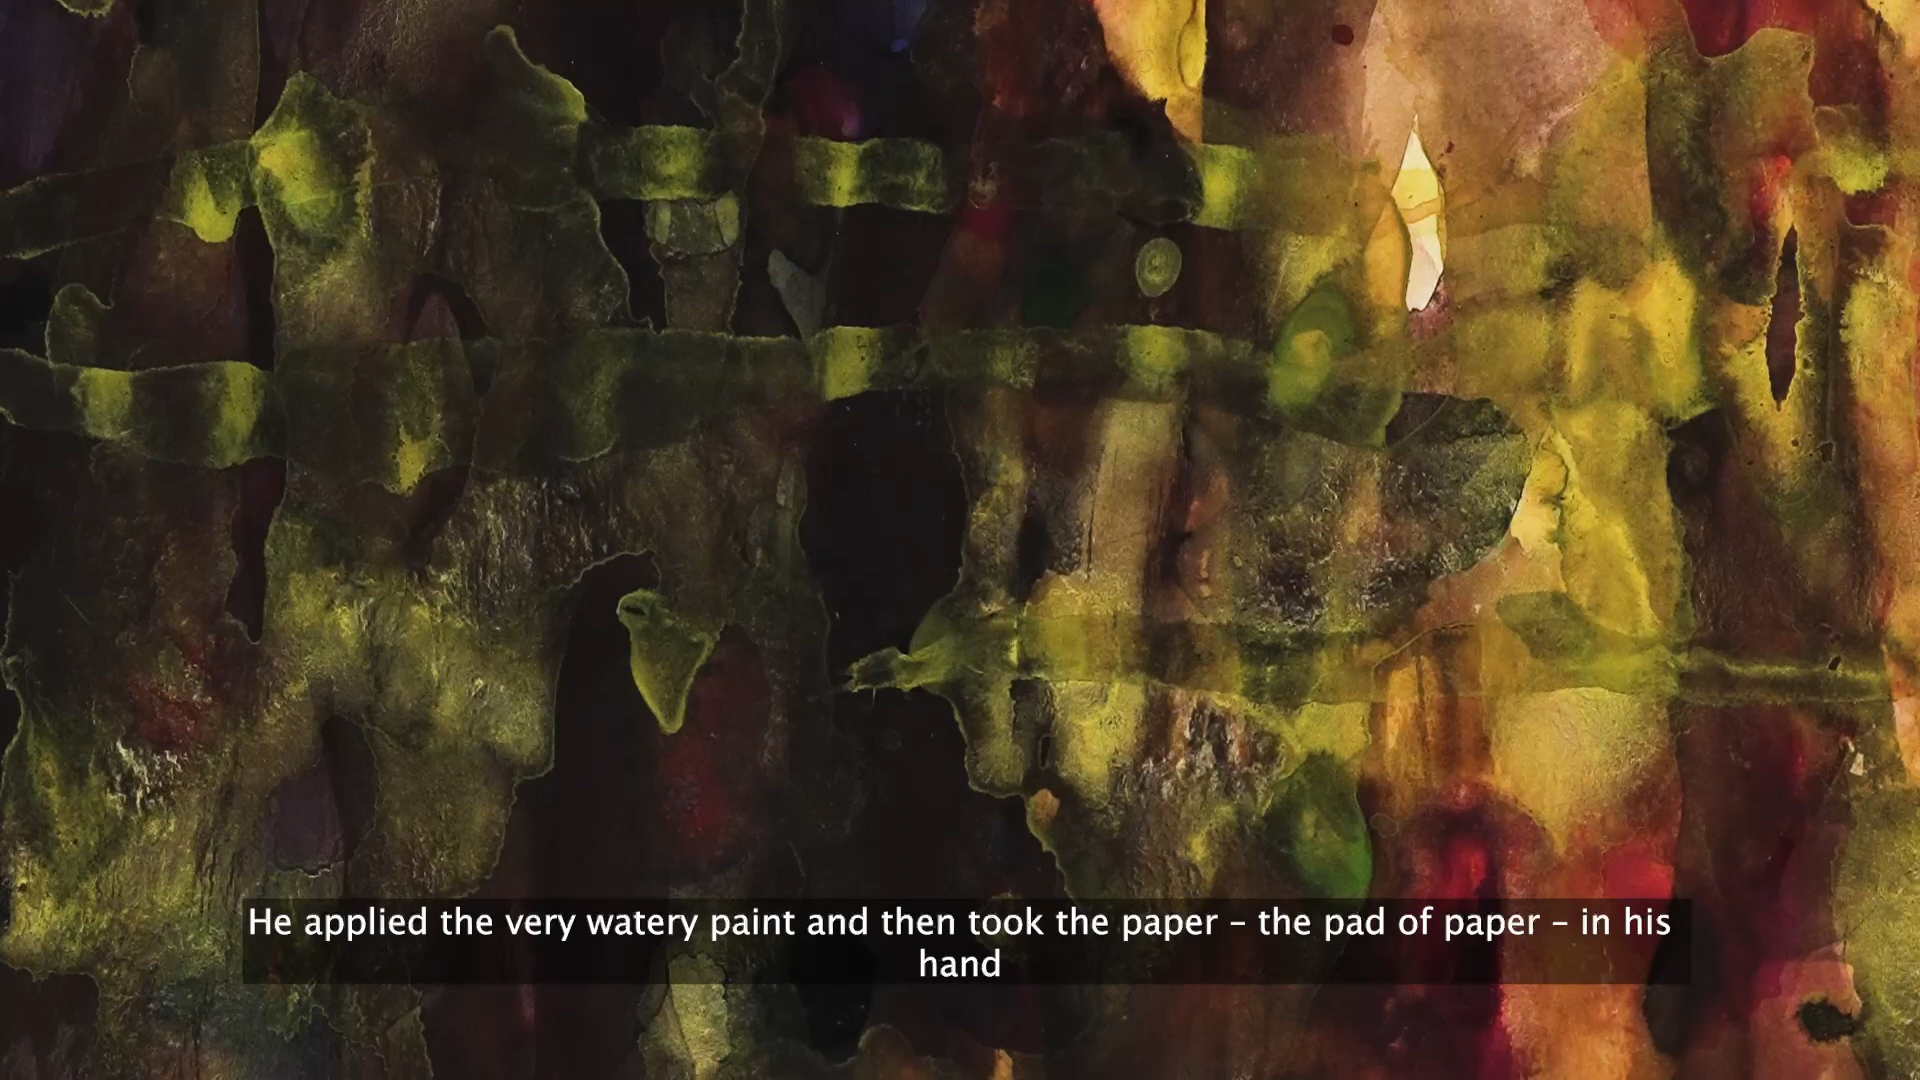 He applied the very watery paint and then took the paper – the pad of paper – in his
hand